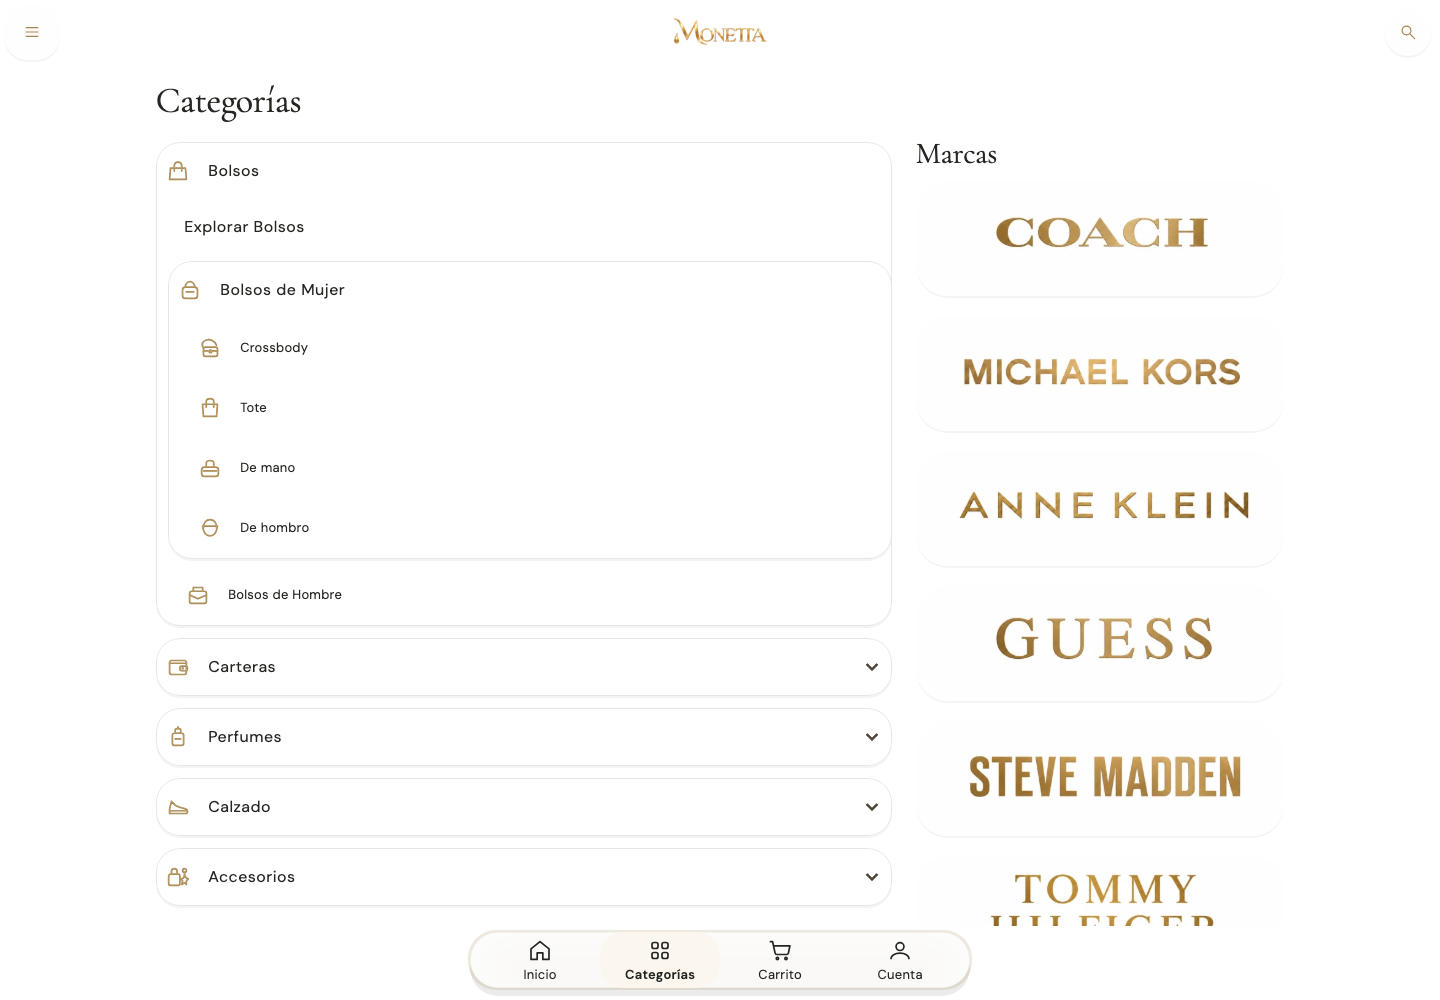 MONETTA
Categorías
Bolsos
Explorar Bolsos
Bolsos de Mujer
Crossbody
Tote
De mano
De hombro
Bolsos de Hombre
Carteras
Perfumes
Calzado
Accesorios
Marcas
COACH
MICHAEL KORS
ANNE KLEIN
GUESS
STEVE MADDEN
TOMMY
HILFIGER
Inicio
Categorías
Carrito
Cuenta